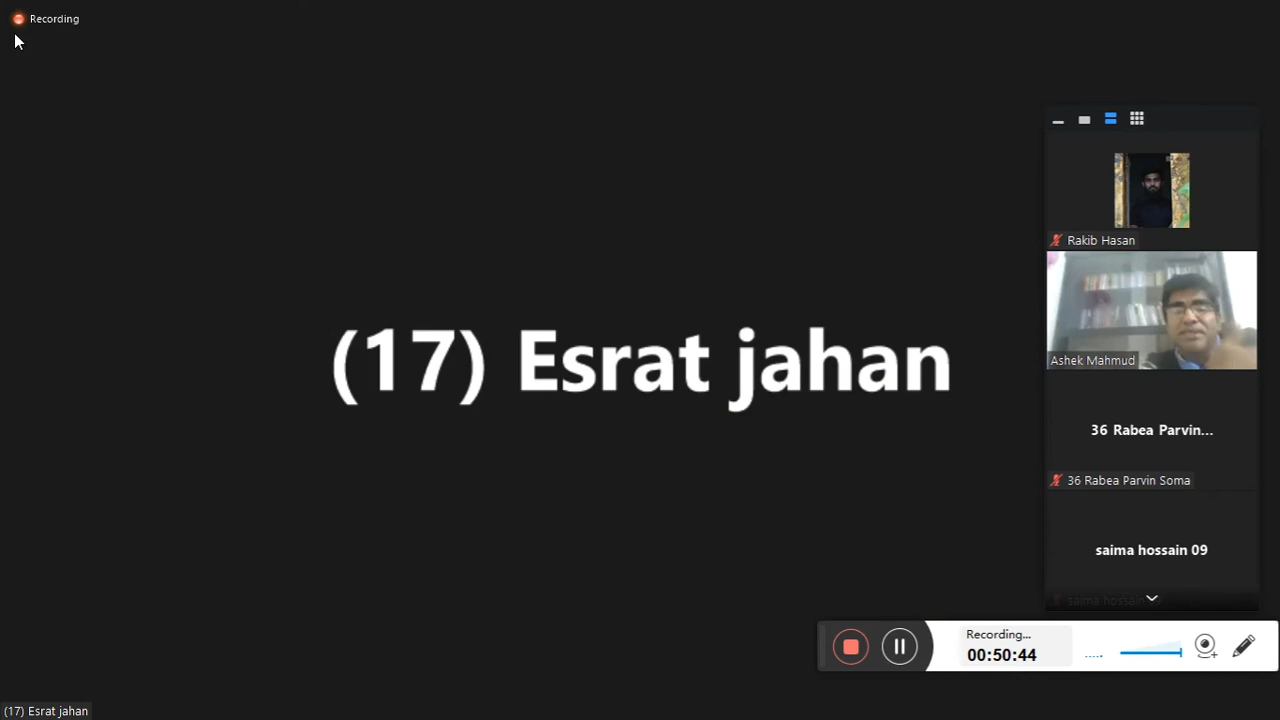 Recording
(17) Esrat jahan
Rakib Hasan
Ashek Mahmud
36 Rabea Parvin...
36 Rabea Parvin Soma
saima hossain 09
Recording...
00:50:44
(17) Esrat jahan